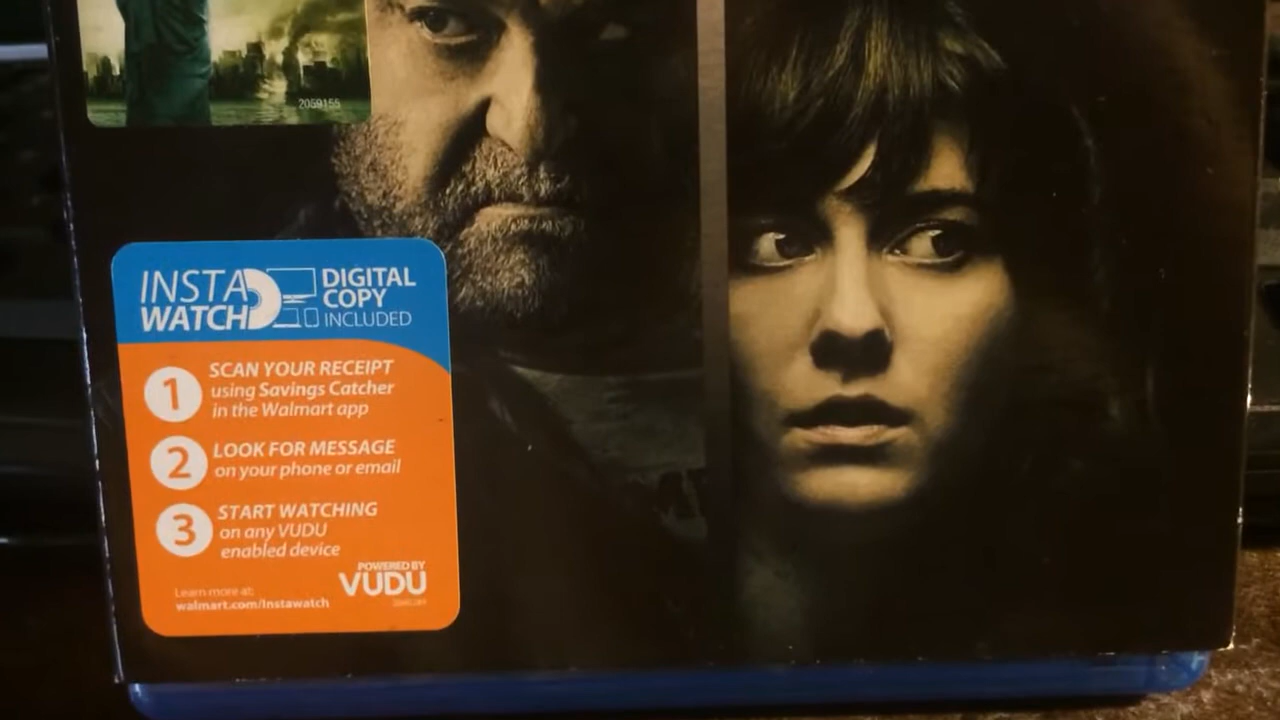 2059155
INSTA
WATCH
DIGITAL
COPY
INCLUDED
1
SCAN YOUR RECEIPT
using Savings Catcher
in the Walmart app
2
LOOK FOR MESSAGE
on your phone or email
3
START WATCHING
on any VUDU
enabled device
POWERED BY
VUDU
Learn more at:
walmart.com/Instawatch